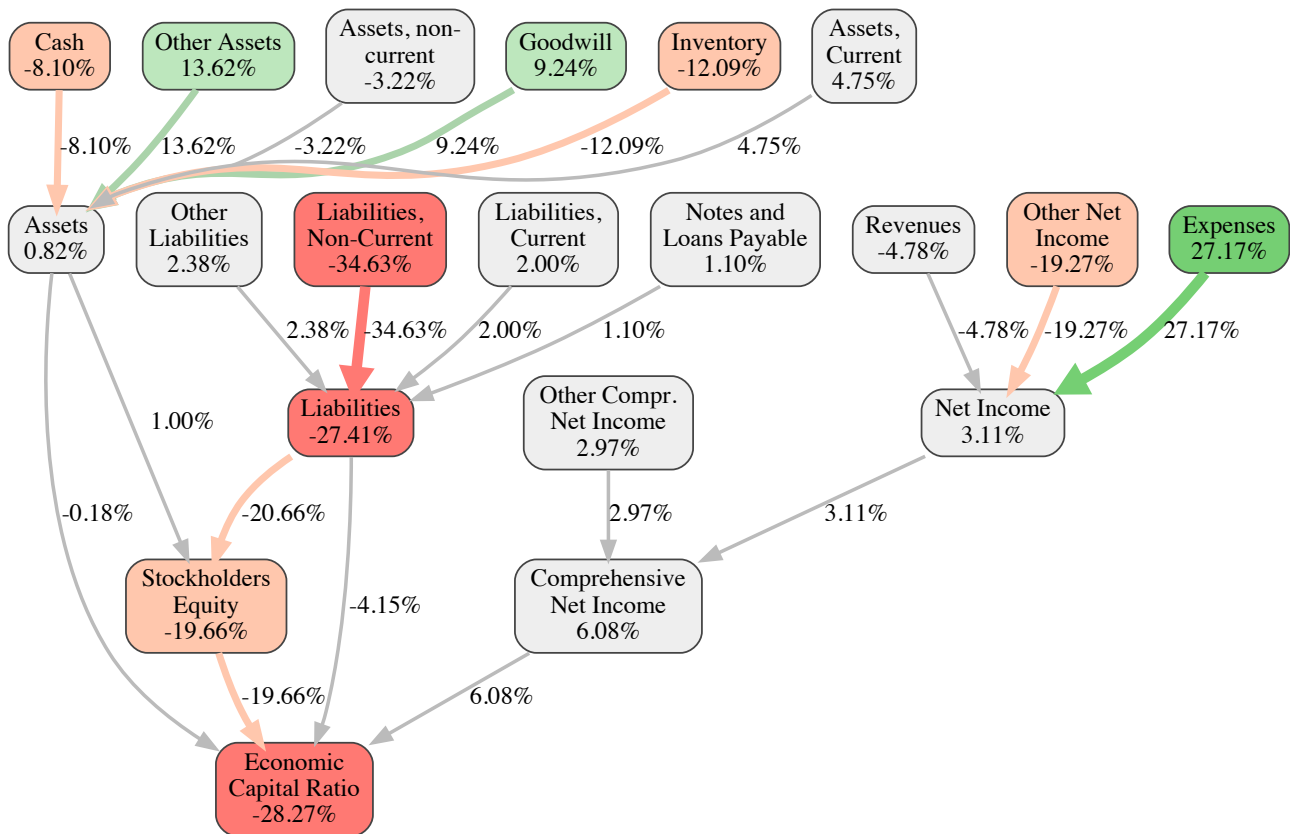 Cash
-8.10%
Other Assets
13.62%
Assets, non-
current
-3.22%
Goodwill
9.24%
Inventory
-12.09%
Assets,
Current
4.75%
-8.10%
13.62%
-3.22%
9.24%
-12.09%
4.75%
Assets
0.82%
Other
Liabilities
2.38%
Liabilities,
Non-Current
-34.63%
Liabilities,
Current
2.00%
Notes and
Loans Payable
1.10%
Revenues
-4.78%
Other Net
Income
-19.27%
Expenses
27.17%
2.38%
-34.63%
2.00%
1.10%
-4.78%
-19.27%
27.17%
1.00%
Liabilities
-27.41%
Other Compr.
Net Income
2.97%
Net Income
3.11%
-0.18%
-20.66%
2.97%
3.11%
Stockholders
Equity
-19.66%
-4.15%
Comprehensive
Net Income
6.08%
-19.66%
6.08%
Economic
Capital Ratio
-28.27%